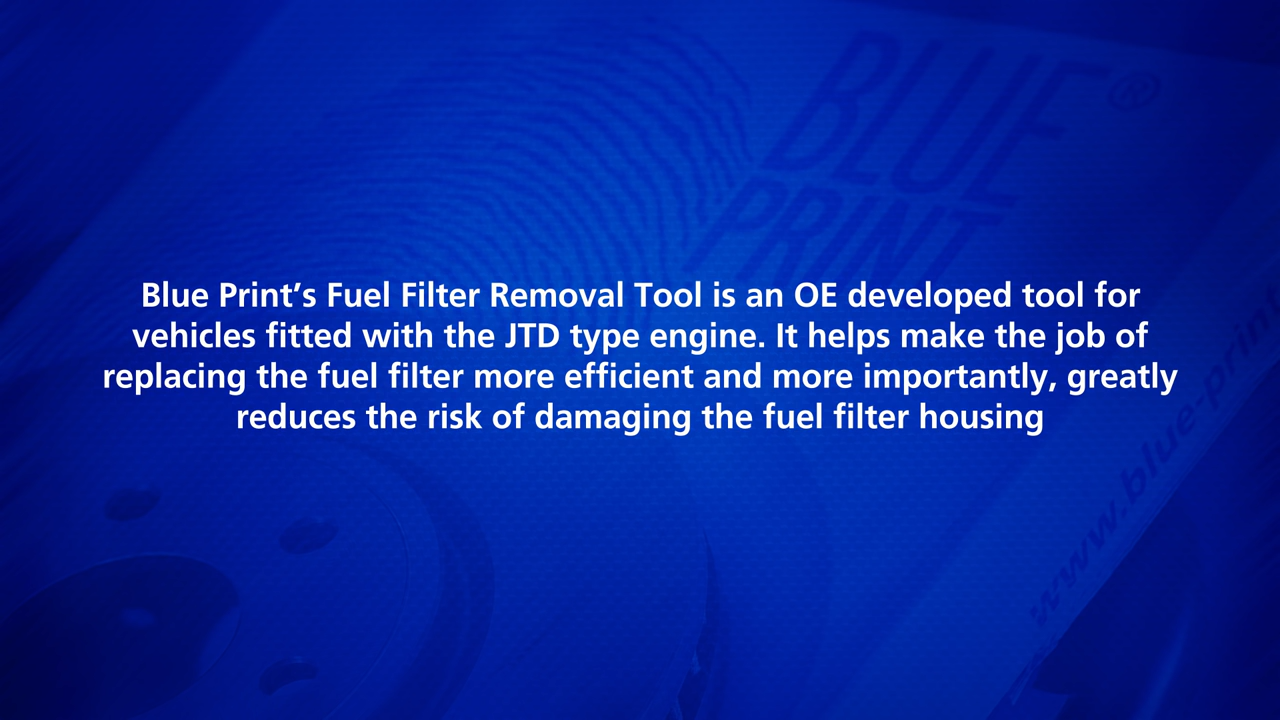 BLUE
PRINT
®
Blue Print’s Fuel Filter Removal Tool is an OE developed tool for
vehicles fitted with the JTD type engine. It helps make the job of
replacing the fuel filter more efficient and more importantly, greatly
reduces the risk of damaging the fuel filter housing
www.blue-print